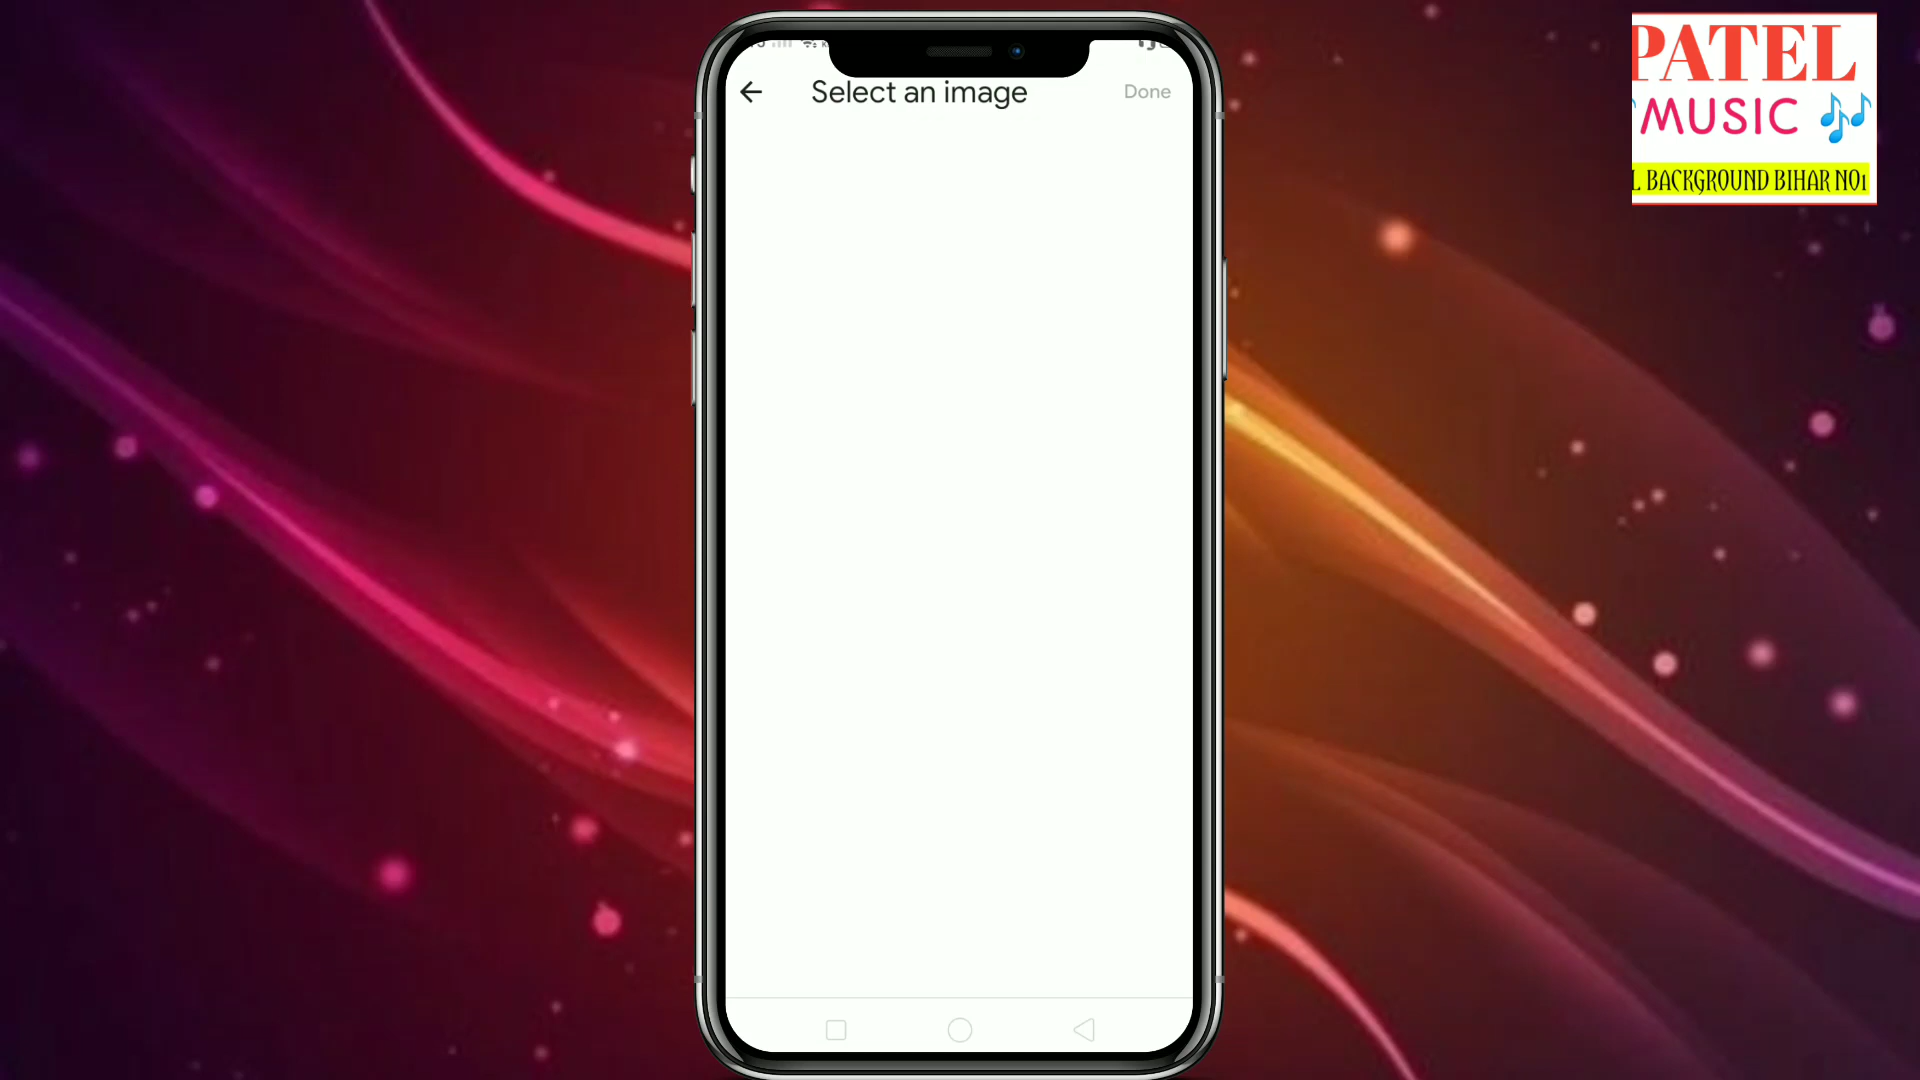 Select an image
Done
PATEL
MUSIC 🎶
L BACKGROUND BIHAR NO1